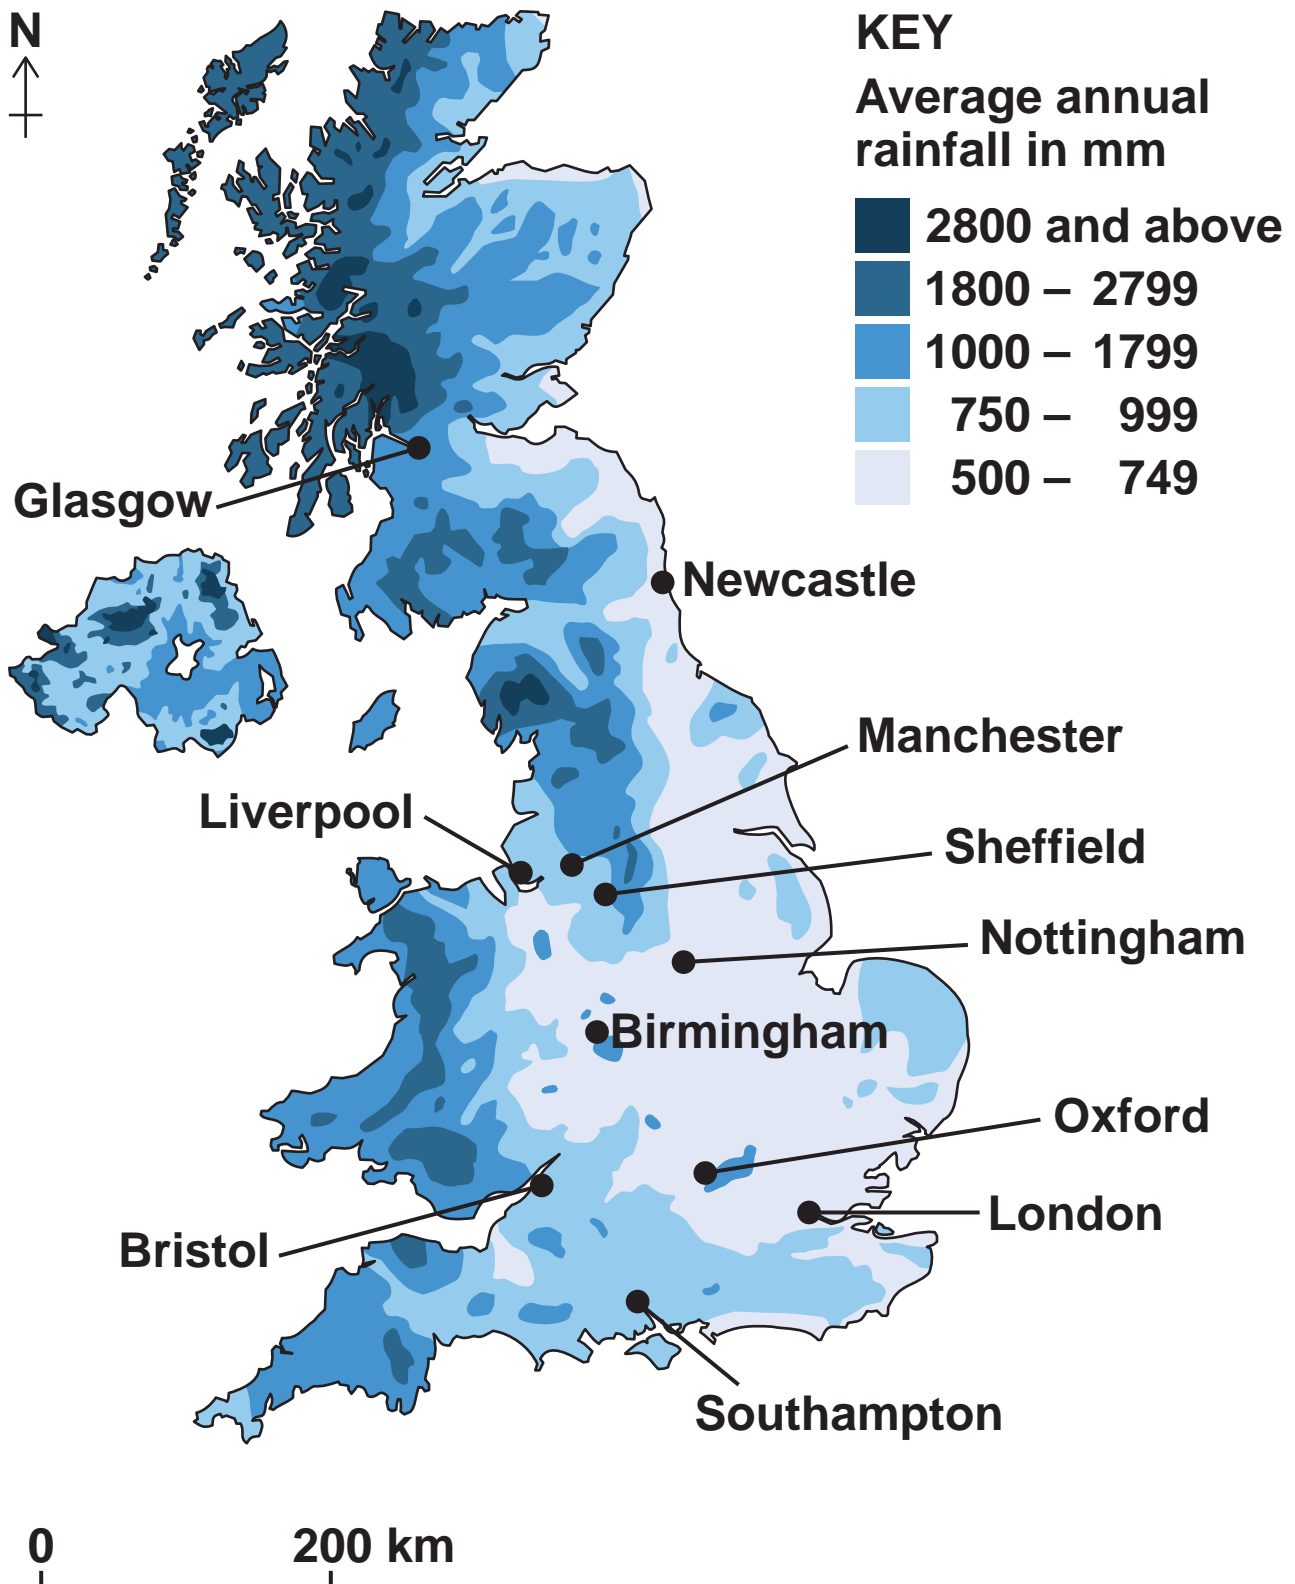 N
KEY
Average annual
rainfall in mm
2800 and above
1800 – 2799
1000 – 1799
750 – 999
500 – 749
Glasgow
Newcastle
Manchester
Liverpool
Sheffield
Nottingham
Birmingham
Oxford
London
Bristol
Southampton
0 200 km